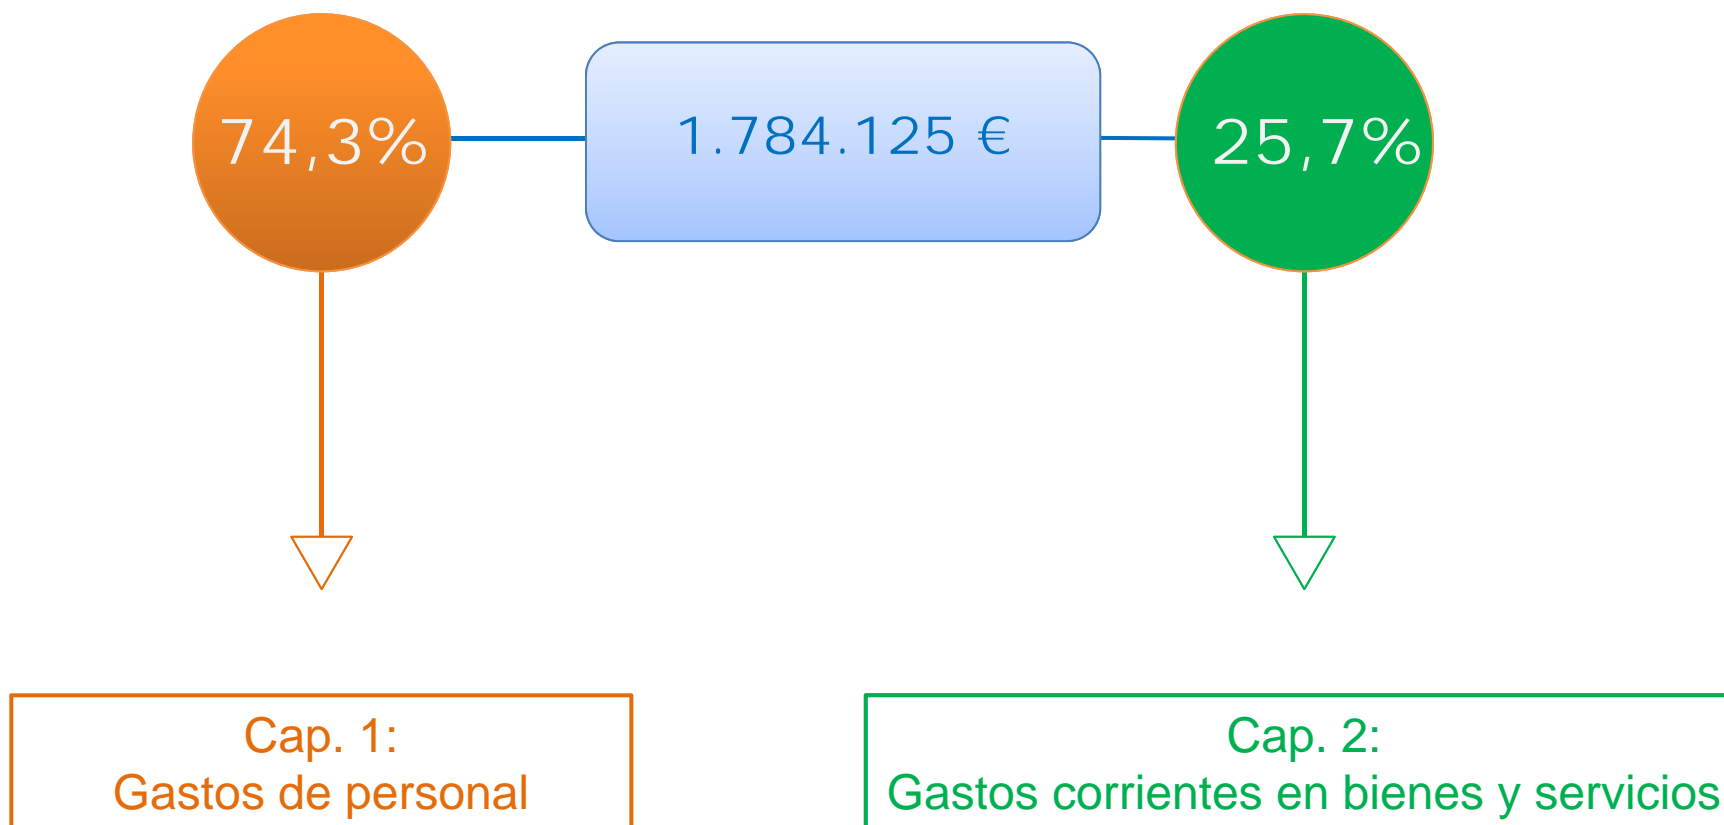 74,3%
1.784.125 €
25,7%
Cap. 1:
Gastos de personal
Cap. 2:
Gastos corrientes en bienes y servicios